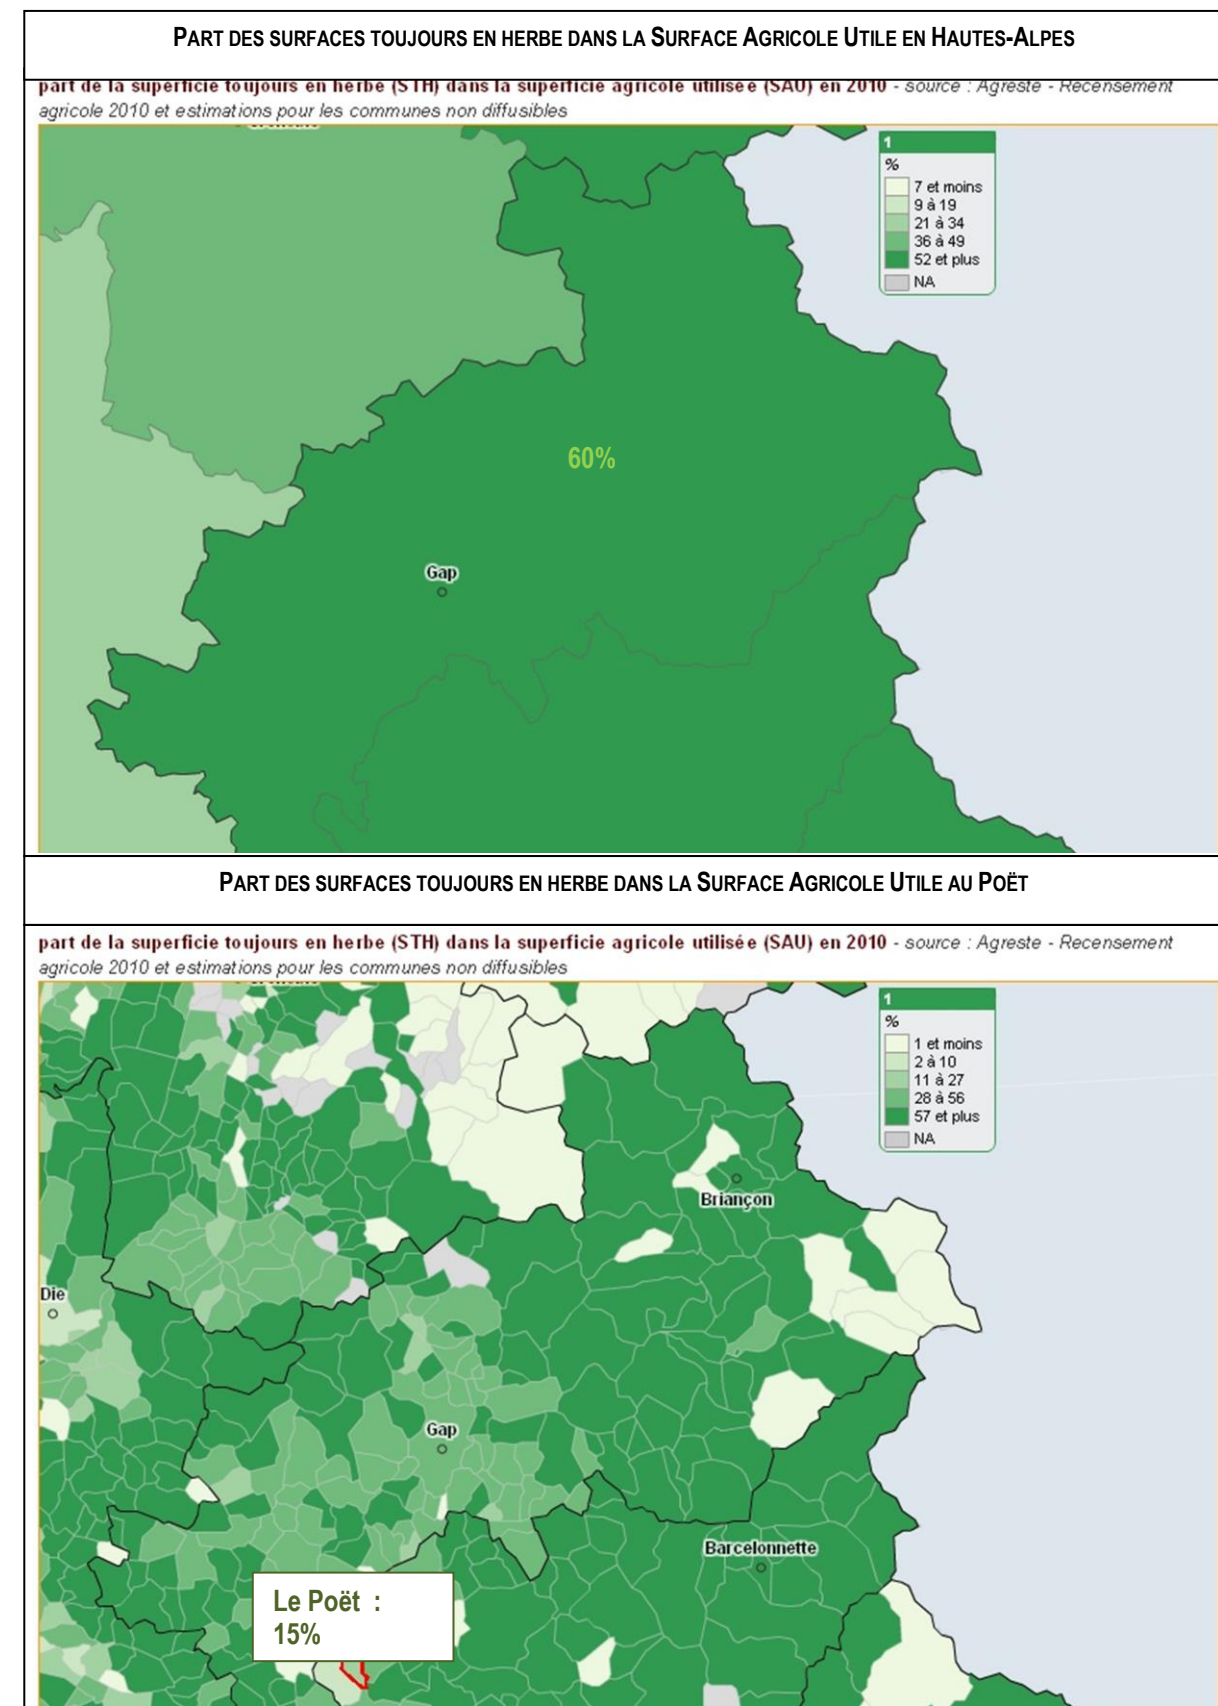 PART DES SURFACES TOUJOURS EN HERBE DANS LA SURFACE AGRICOLE UTILE EN HAUTES-ALPES
part de la superficie toujours en herbe (STH) dans la superficie agricole utilisée (SAU) en 2010 - source : Agreste - Recensement
agricole 2010 et estimations pour les communes non diffusibles
1
%
7 et moins
9 à 19
21 à 34
36 à 49
52 et plus
NA
60%
Gap
PART DES SURFACES TOUJOURS EN HERBE DANS LA SURFACE AGRICOLE UTILE AU POËT
part de la superficie toujours en herbe (STH) dans la superficie agricole utilisée (SAU) en 2010 - source : Agreste - Recensement
agricole 2010 et estimations pour les communes non diffusibles
1
%
1 et moins
2 à 10
11 à 27
28 à 56
57 et plus
NA
Briançon
Die
Gap
Barcelonnette
Le Poët :
15%